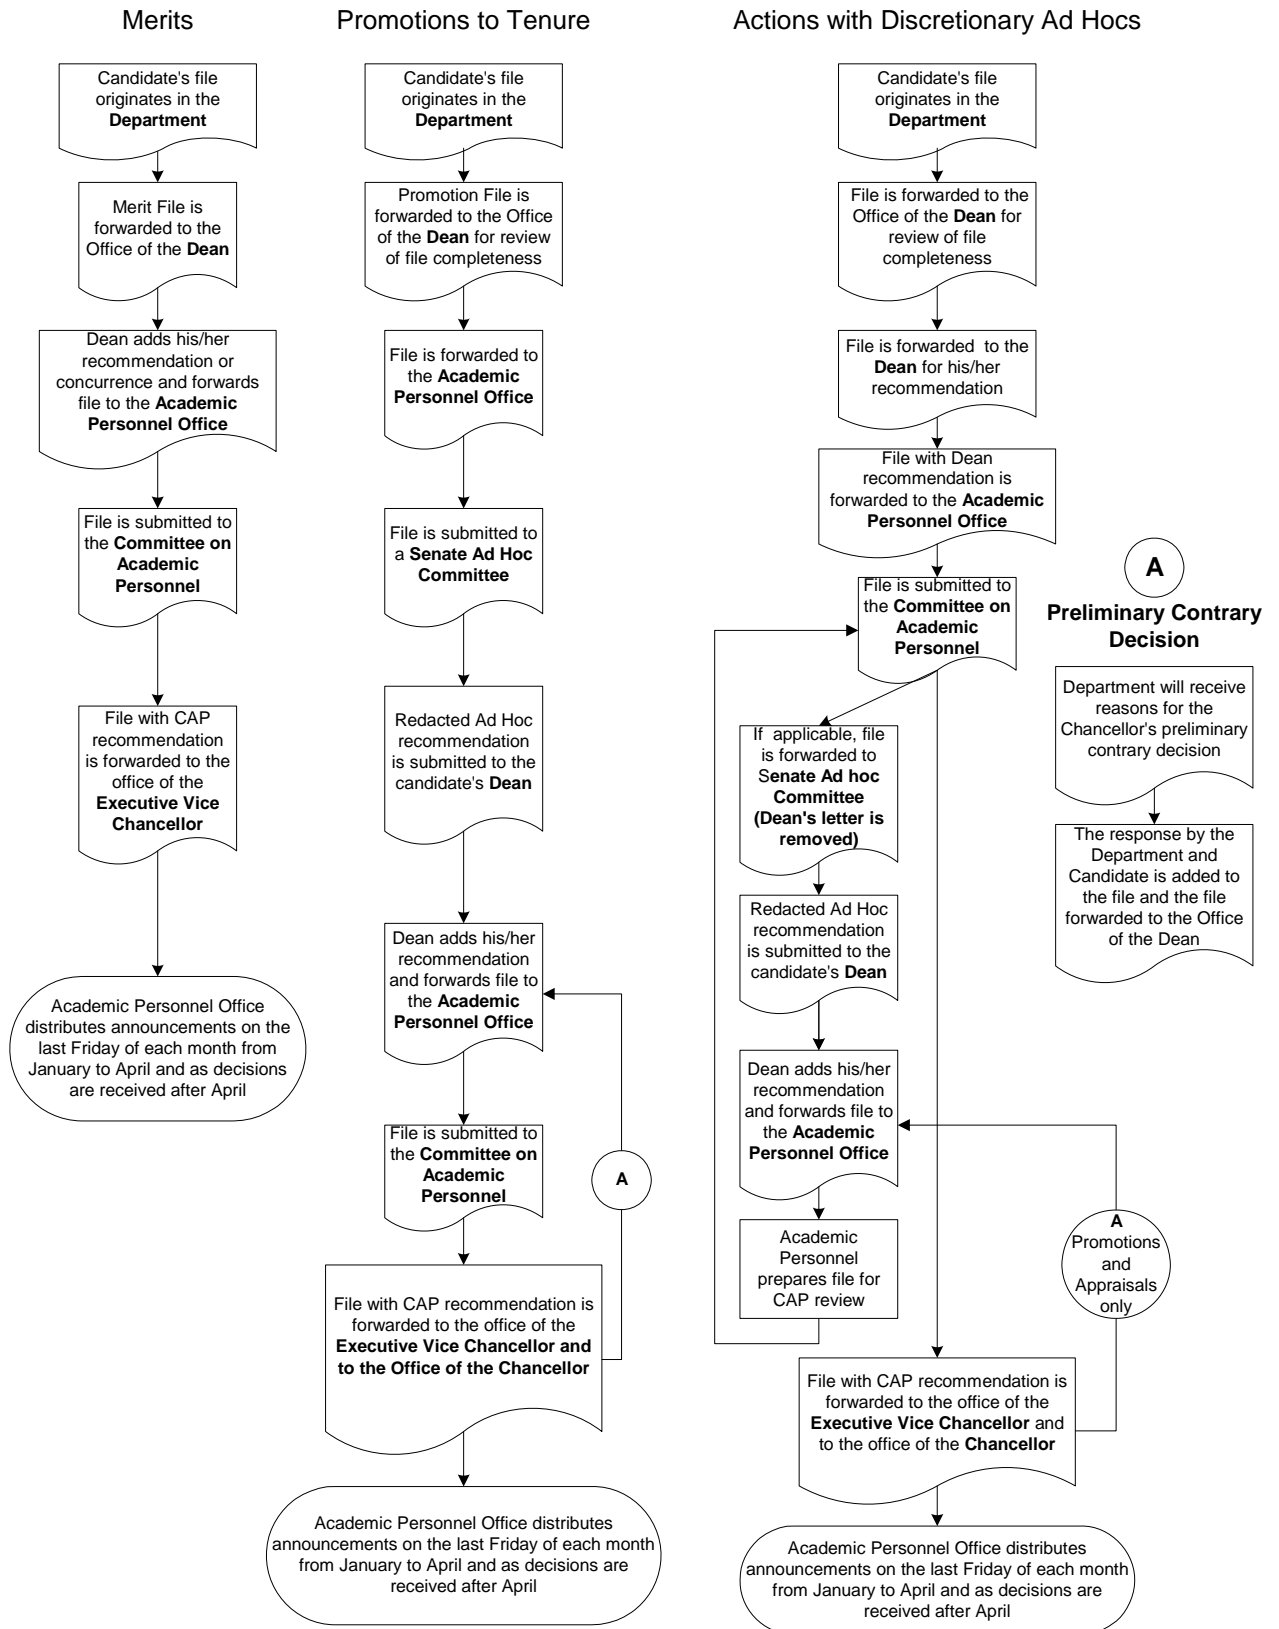 Merits
Candidate's file
originates in the
Department
Merit File is
forwarded to the
Office of the Dean
Dean adds his/her
recommendation or
concurrence and forwards
file to the Academic
Personnel Office
File is submitted to
the Committee on
Academic
Personnel
File with CAP
recommendation
is forwarded to the
office of the
Executive Vice
Chancellor
Academic Personnel Office
distributes announcements on the
last Friday of each month from
January to April and as decisions
are received after April
Promotions to Tenure
Candidate's file
originates in the
Department
Promotion File is
forwarded to the Office
of the Dean for review
of file completeness
File is forwarded to
the Academic
Personnel Office
File is submitted to
a Senate Ad Hoc
Committee
Redacted Ad Hoc
recommendation
is submitted to the
candidate's Dean
Dean adds his/her
recommendation
and forwards file to
the Academic
Personnel Office
File is submitted to
the Committee on
Academic
Personnel
A
File with CAP recommendation is
forwarded to the office of the
Executive Vice Chancellor and
to the Office of the Chancellor
Academic Personnel Office distributes
announcements on the last Friday of each month
from January to April and as decisions are
received after April
Actions with Discretionary Ad Hocs
Candidate's file
originates in the
Department
File is forwarded to the
Office of the Dean for
review of file
completeness
File is forwarded  to the
Dean for his/her
recommendation
File with Dean
recommendation is
forwarded to the Academic
Personnel Office
File is submitted to
the Committee on
Academic
Personnel
If  applicable, file
is forwarded to
Senate Ad hoc
Committee
(Dean's letter is
removed)
Redacted Ad Hoc
recommendation
is submitted to the
candidate's Dean
Dean adds his/her
recommendation
and forwards file to
the Academic
Personnel Office
Academic
Personnel
prepares file for
CAP review
A
Promotions
and
Appraisals
only
File with CAP recommendation is
forwarded to the office of the
Executive Vice Chancellor and
to the office of the Chancellor
Academic Personnel Office distributes
announcements on the last Friday of each month
from January to April and as decisions are
received after April
A
Preliminary Contrary
Decision
Department will receive
reasons for the
Chancellor's preliminary
contrary decision
The response by the
Department and
Candidate is added to
the file and the file
forwarded to the Office
of the Dean